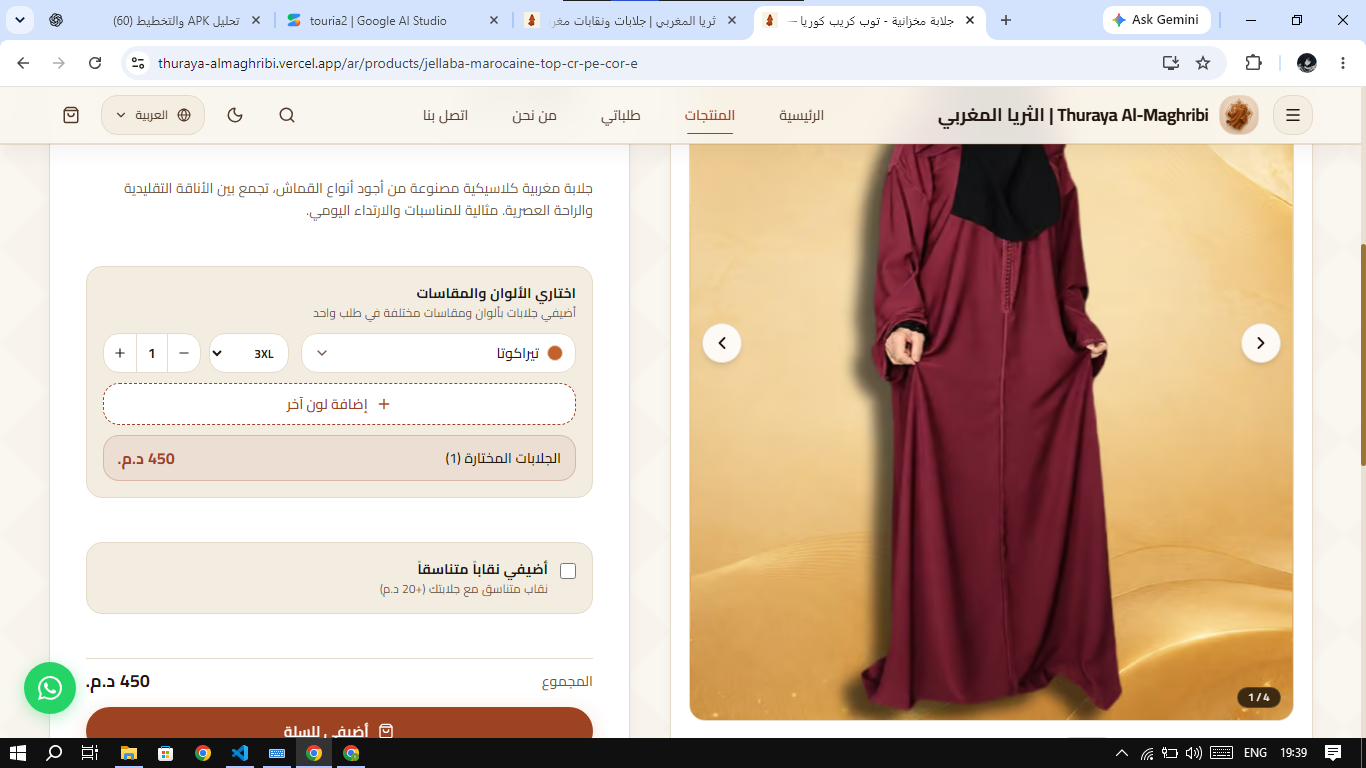 تحليل APK والتخطيط (60)
touria2 | Google AI Studio
ثريا المغربي | جلابات ونقابات
جلابة مخزانية - توب كريب كوريا —
Ask Gemini
thuraya-almaghribi.vercel.app/ar/products/jellaba-marocaine-top-cr-pe-cor-e
Thuraya Al-Maghribi | الثريا المغربي
الرئيسية
المنتجات
طلباتي
من نحن
اتصل بنا
العربية
جلابة مغربية كلاسيكية مصنوعة من أجود أنواع القماش، تجمع بين الأناقة التقليدية
والراحة العصرية. مثالية للمناسبات والارتداء اليومي.
اختاري الألوان والمقاسات
أضيفي جلابات بألوان ومقاسات مختلفة في طلب واحد
تيراكوتا
3XL
− 1 +
+ إضافة لون آخر
الجلابات المختارة (1)
450 د.م.
أضيفي نقاباً متناسقاً
نقاب متناسق مع جلابتك (+20 د.م)
المجموع
450 د.م.
أضيفي للسلة
1 / 4
ENG
19:39